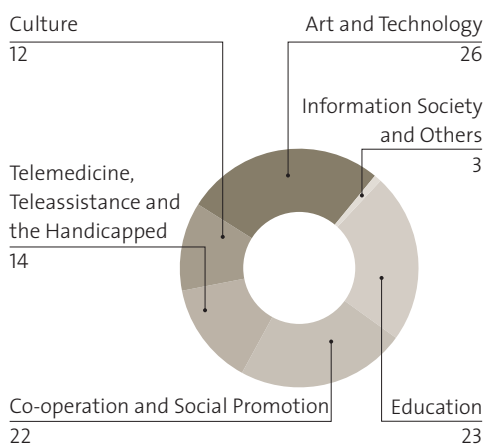 Culture
12
Art and Technology
26
Information Society
and Others
3
Telemedicine,
Teleassistance and
the Handicapped
14
Co-operation and Social Promotion
22
Education
23